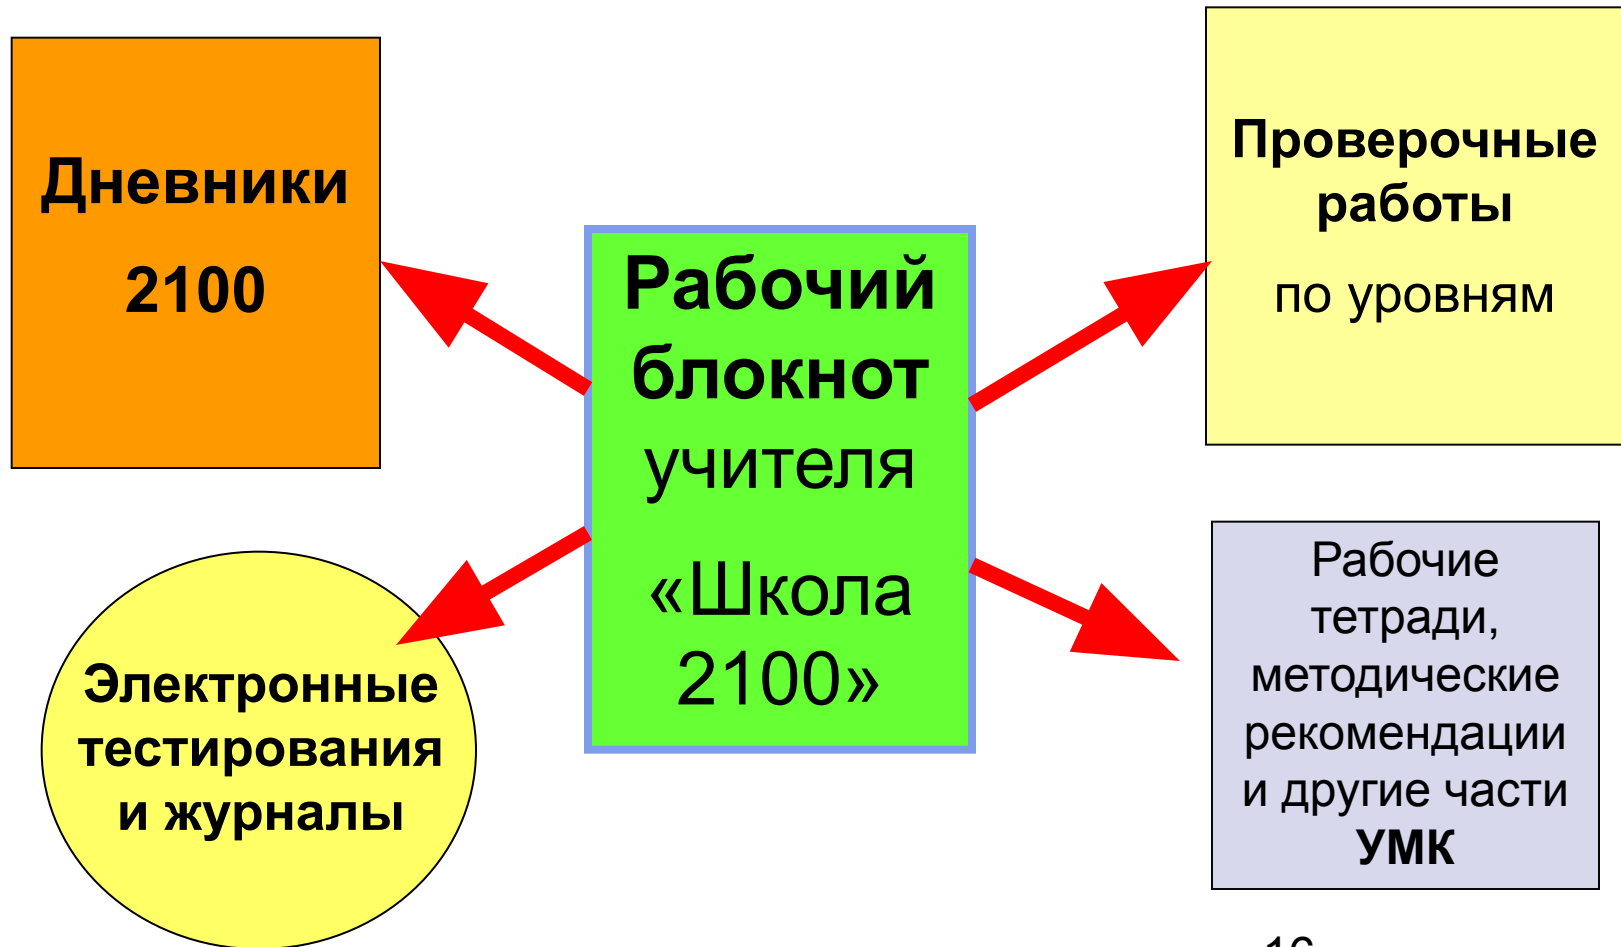 Дневники
2100
Проверочные
работы
по уровням
Рабочий
блокнот
учителя
«Школа
2100»
Электронные
тестирования
и журналы
Рабочие
тетради,
методические
рекомендации
и другие части
УМК
16